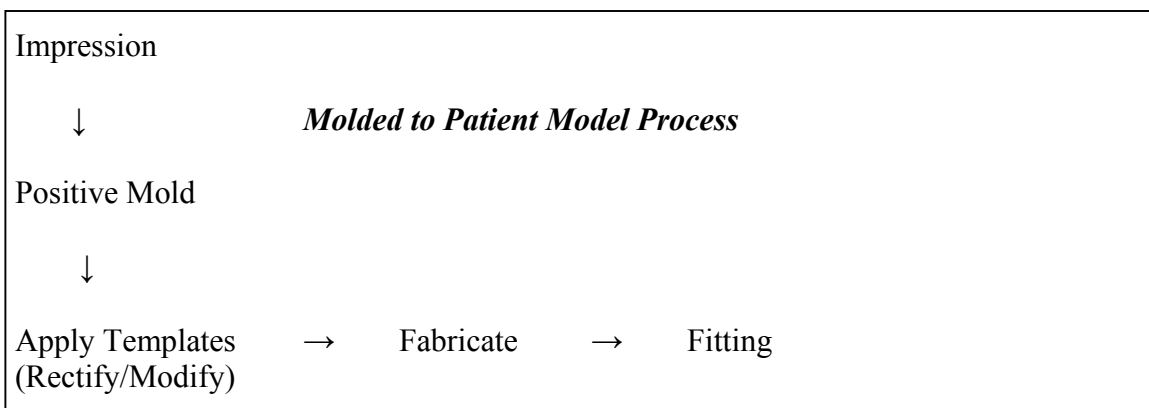 Impression
↓ Molded to Patient Model Process
Positive Mold
↓
Apply Templates → Fabricate → Fitting
(Rectify/Modify)